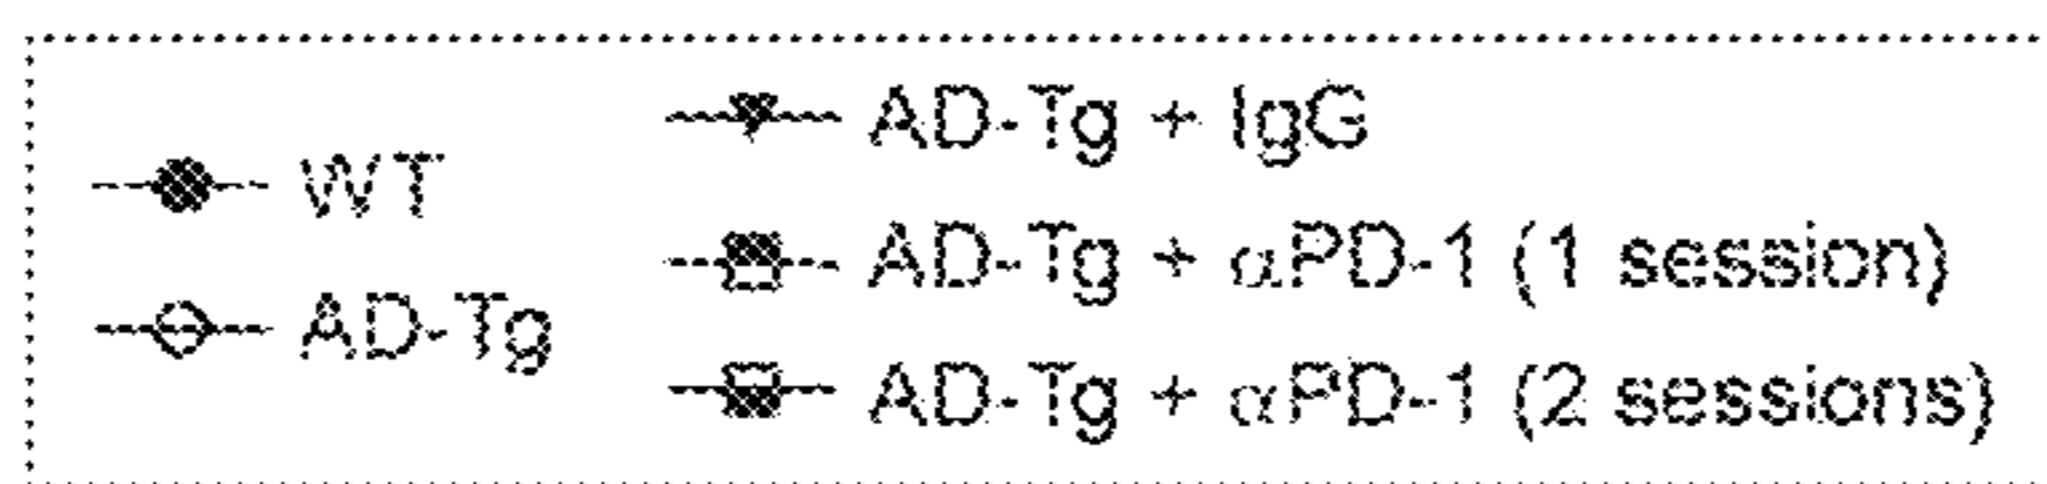 WT
AD-Tg
AD-Tg + IgG
AD-Tg + αPD-1 (1 session)
AD-Tg + αPD-1 (2 sessions)